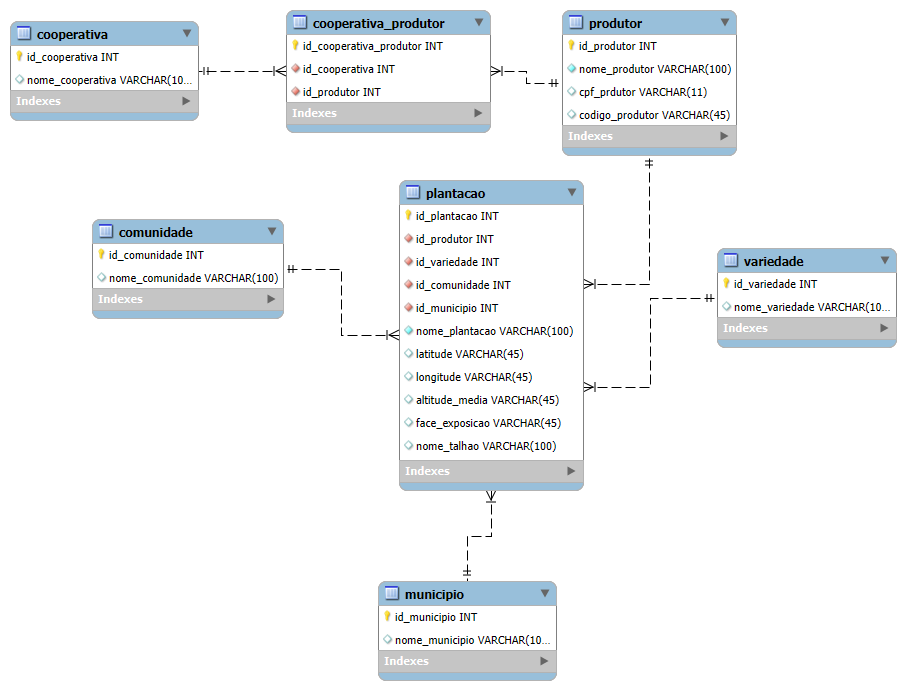 cooperativa
id_cooperativa INT
nome_cooperativa VARCHAR(10...
Indexes
cooperativa_produtor
id_cooperativa_produtor INT
id_cooperativa INT
id_produtor INT
Indexes
produtor
id_produtor INT
nome_produtor VARCHAR(100)
cpf_prdutor VARCHAR(11)
codigo_produtor VARCHAR(45)
Indexes
comunidade
id_comunidade INT
nome_comunidade VARCHAR(100)
Indexes
plantacao
id_plantacao INT
id_produtor INT
id_variedade INT
id_comunidade INT
id_municipio INT
nome_plantacao VARCHAR(100)
latitude VARCHAR(45)
longitude VARCHAR(45)
altitude_media VARCHAR(45)
face_exposicao VARCHAR(45)
nome_talhao VARCHAR(100)
Indexes
variedade
id_variedade INT
nome_variedade VARCHAR(10...
Indexes
municipio
id_municipio INT
nome_municipio VARCHAR(10...
Indexes